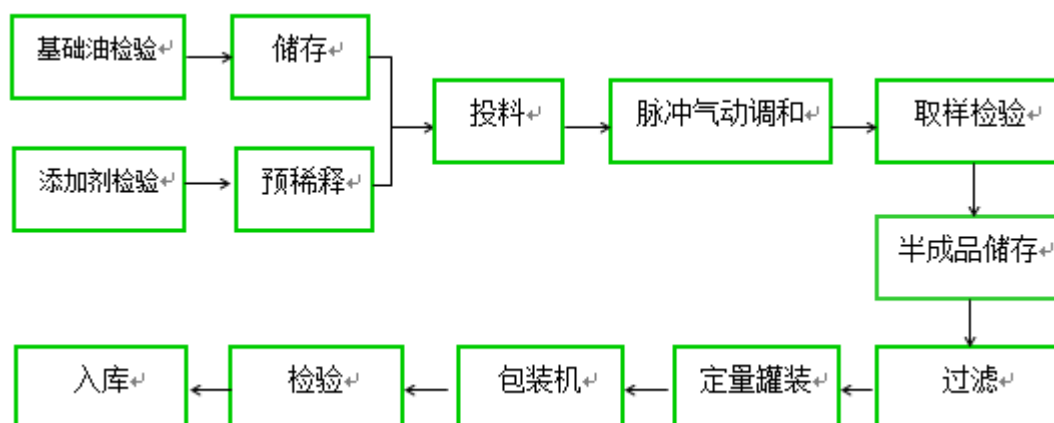 基础油检验
储存
添加剂检验
预稀释
投料
脉冲气动调和
取样检验
半成品储存
过滤
定量罐装
包装机
检验
入库